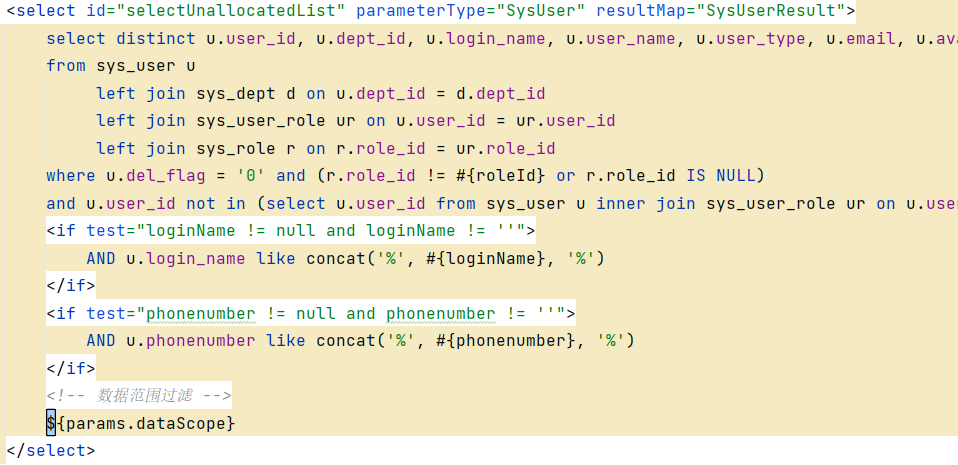 <select id="selectUnallocatedList" parameterType="SysUser" resultMap="SysUserResult">
select distinct u.user_id, u.dept_id, u.login_name, u.user_name, u.user_type, u.email, u.ava
from sys_user u
left join sys_dept d on u.dept_id = d.dept_id
left join sys_user_role ur on u.user_id = ur.user_id
left join sys_role r on r.role_id = ur.role_id
where u.del_flag = '0' and (r.role_id != #{roleId} or r.role_id IS NULL)
and u.user_id not in (select u.user_id from sys_user u inner join sys_user_role ur on u.user
<if test="loginName != null and loginName != ''">
AND u.login_name like concat('%', #{loginName}, '%')
</if>
<if test="phonenumber != null and phonenumber != ''">
AND u.phonenumber like concat('%', #{phonenumber}, '%')
</if>
<!-- 数据范围过滤 -->
${params.dataScope}
</select>